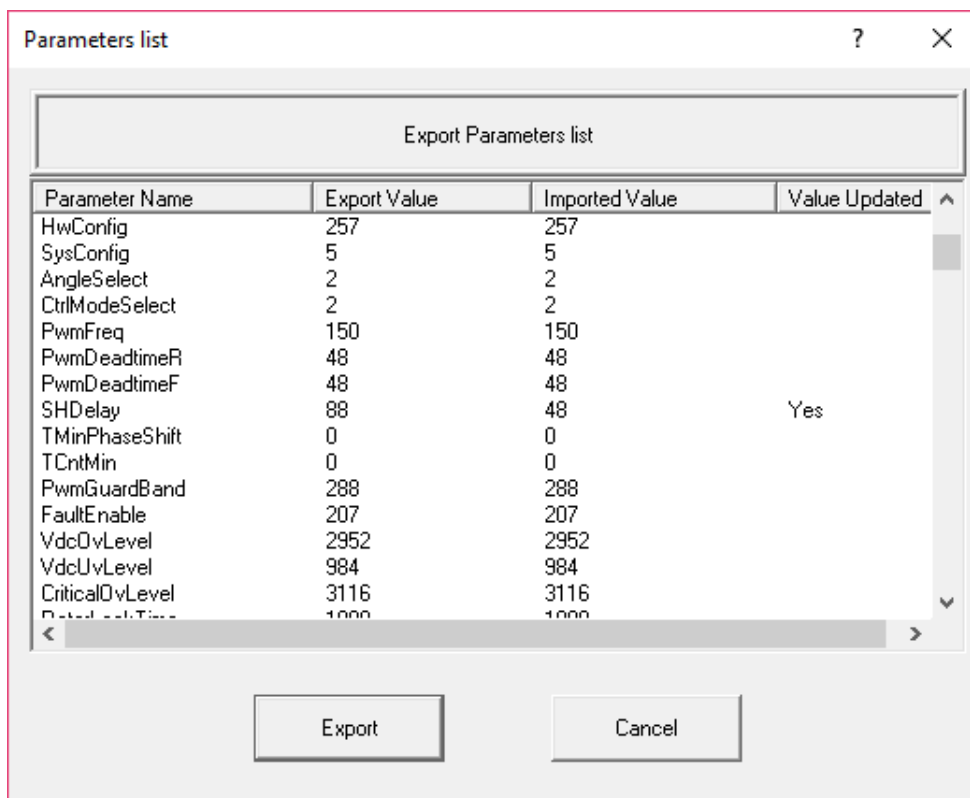 Parameters list ? ×
Export Parameters list
Parameter Name Export Value Imported Value Value Updated
HwConfig 257 257
SysConfig 5 5
AngleSelect 2 2
CtrlModeSelect 2 2
PwmFreq 150 150
PwmDeadtimeR 48 48
PwmDeadtimeF 48 48
SHDelay 88 48 Yes
TMinPhaseShift 0 0
TCntMin 0 0
PwmGuardBand 288 288
FaultEnable 207 207
VdcOvLevel 2952 2952
VdcUvLevel 984 984
CriticalOvLevel 3116 3116
Export Cancel